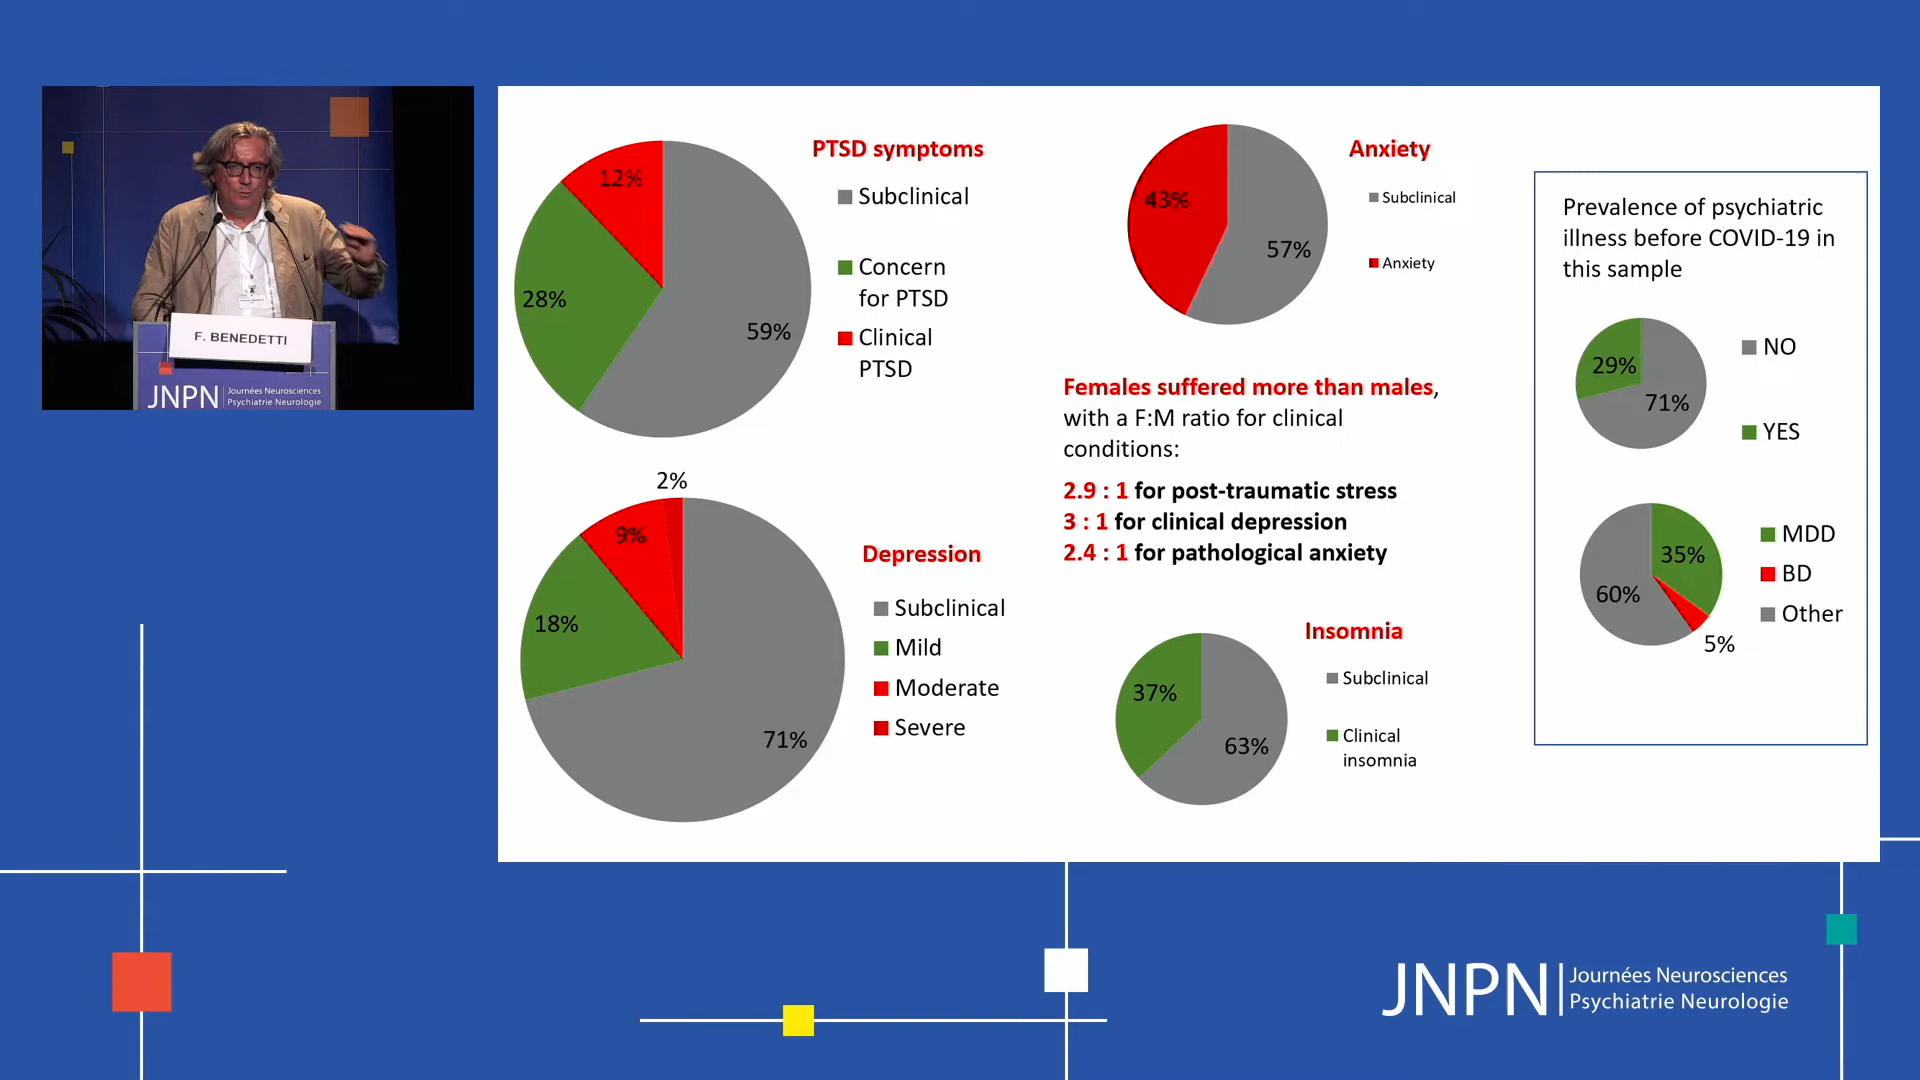 F. BENEDETTI
JNPN
Journées Neurosciences
Psychiatrie Neurologie
PTSD symptoms
12%
28%
59%
Subclinical
Concern
for PTSD
Clinical
PTSD
2%
9%
18%
71%
Depression
Subclinical
Mild
Moderate
Severe
Anxiety
43%
57%
Subclinical
Anxiety
Females suffered more than males,
with a F:M ratio for clinical
conditions:
2.9 : 1 for post-traumatic stress
3 : 1 for clinical depression
2.4 : 1 for pathological anxiety
Insomnia
37%
63%
Subclinical
Clinical
insomnia
Prevalence of psychiatric
illness before COVID-19 in
this sample
29%
71%
NO
YES
35%
60%
5%
MDD
BD
Other
JNPN
Journées Neurosciences
Psychiatrie Neurologie